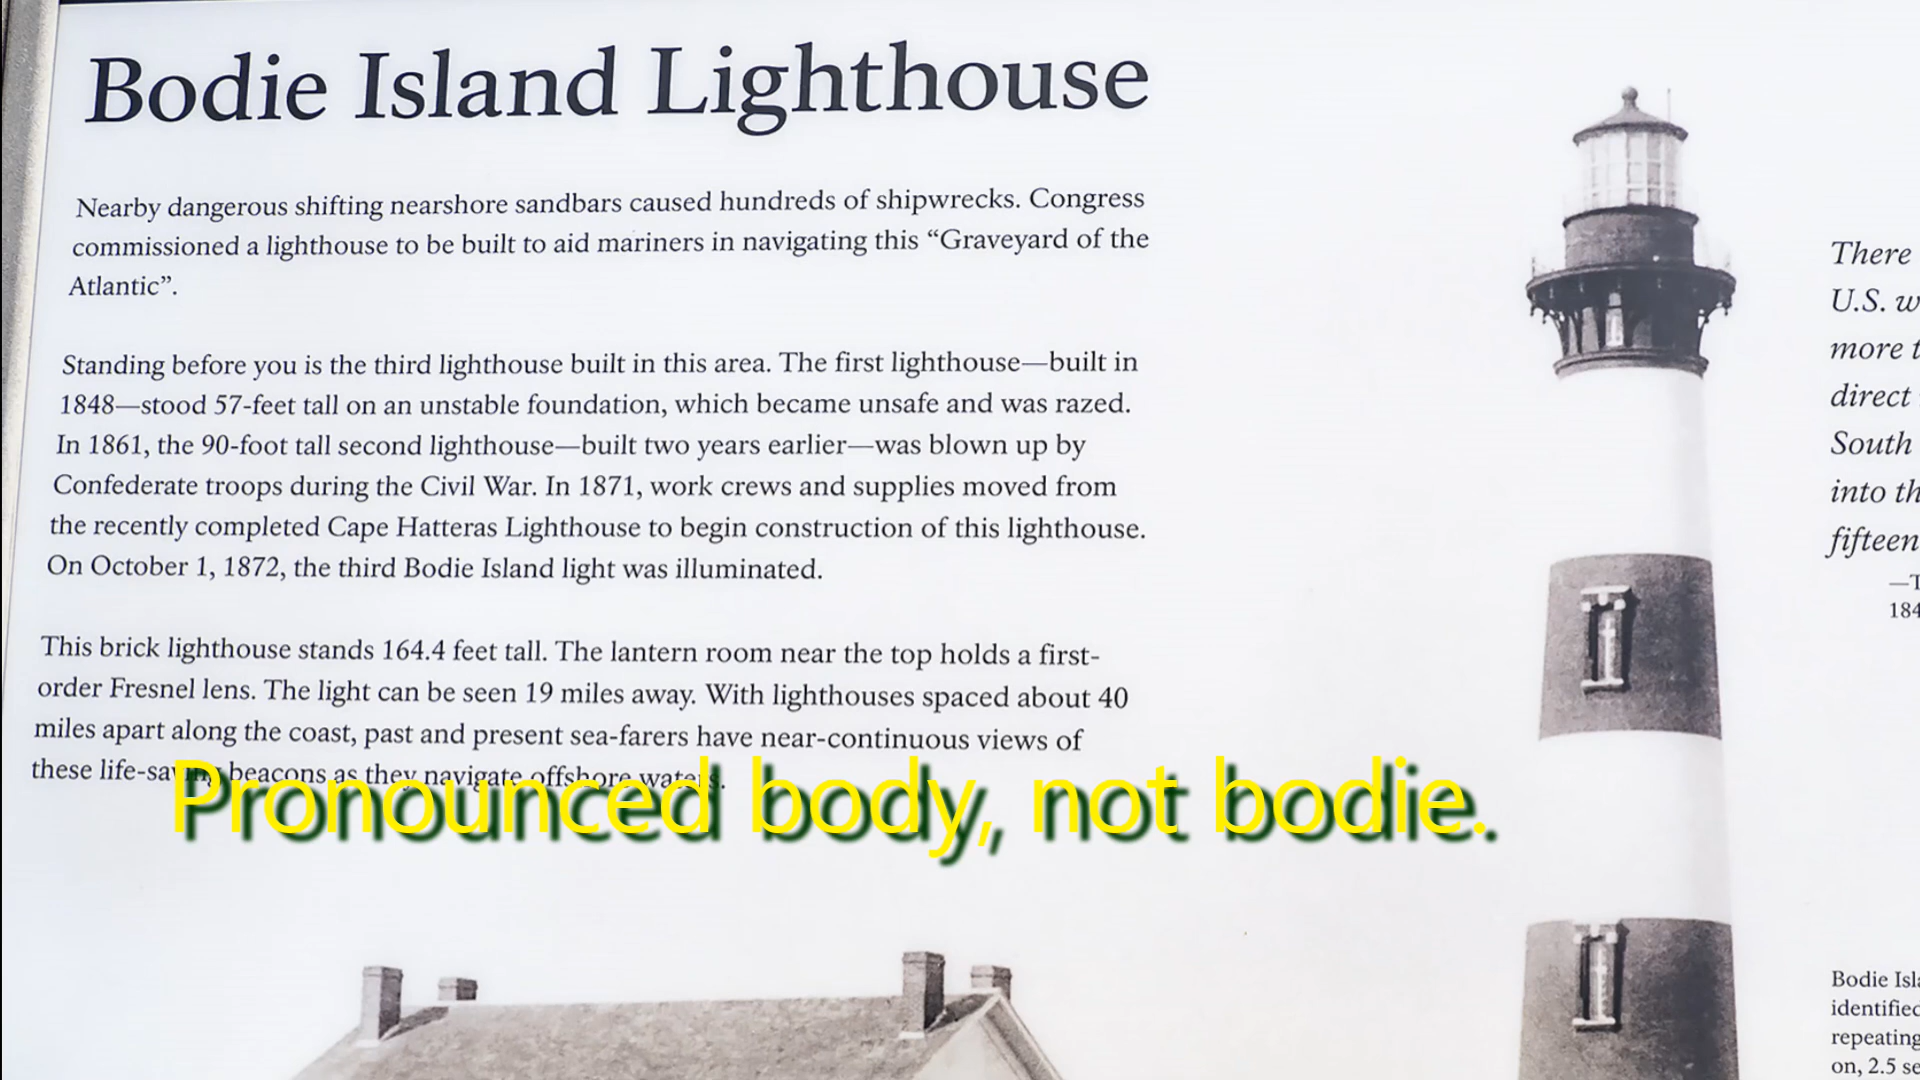 Bodie Island Lighthouse
Nearby dangerous shifting nearshore sandbars caused hundreds of shipwrecks. Congress
commissioned a lighthouse to be built to aid mariners in navigating this “Graveyard of the
Atlantic”.
Standing before you is the third lighthouse built in this area. The first lighthouse—built in
1848—stood 57-feet tall on an unstable foundation, which became unsafe and was razed.
In 1861, the 90-foot tall second lighthouse—built two years earlier—was blown up by
Confederate troops during the Civil War. In 1871, work crews and supplies moved from
the recently completed Cape Hatteras Lighthouse to begin construction of this lighthouse.
On October 1, 1872, the third Bodie Island light was illuminated.
This brick lighthouse stands 164.4 feet tall. The lantern room near the top holds a first-
order Fresnel lens. The light can be seen 19 miles away. With lighthouses spaced about 40
miles apart along the coast, past and present sea-farers have near-continuous views of
these life-saving beacons as they navigate offshore waters.
Pronounced body, not bodie.
There
U.S.
more
direct
South
into
fifteen
184
Bodie
identified
repeating
on, 2.5